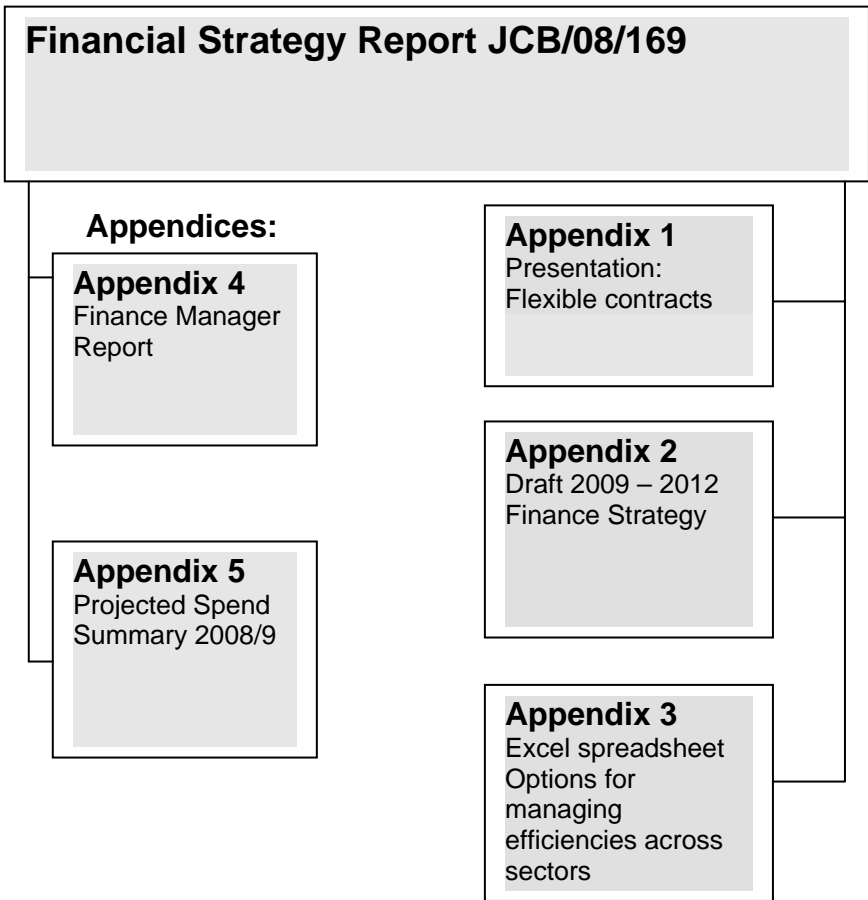 Financial Strategy Report JCB/08/169
Appendices:
Appendix 4
Finance Manager
Report
Appendix 5
Projected Spend
Summary 2008/9
Appendix 1
Presentation:
Flexible contracts
Appendix 2
Draft 2009 – 2012
Finance Strategy
Appendix 3
Excel spreadsheet
Options for
managing
efficiencies across
sectors